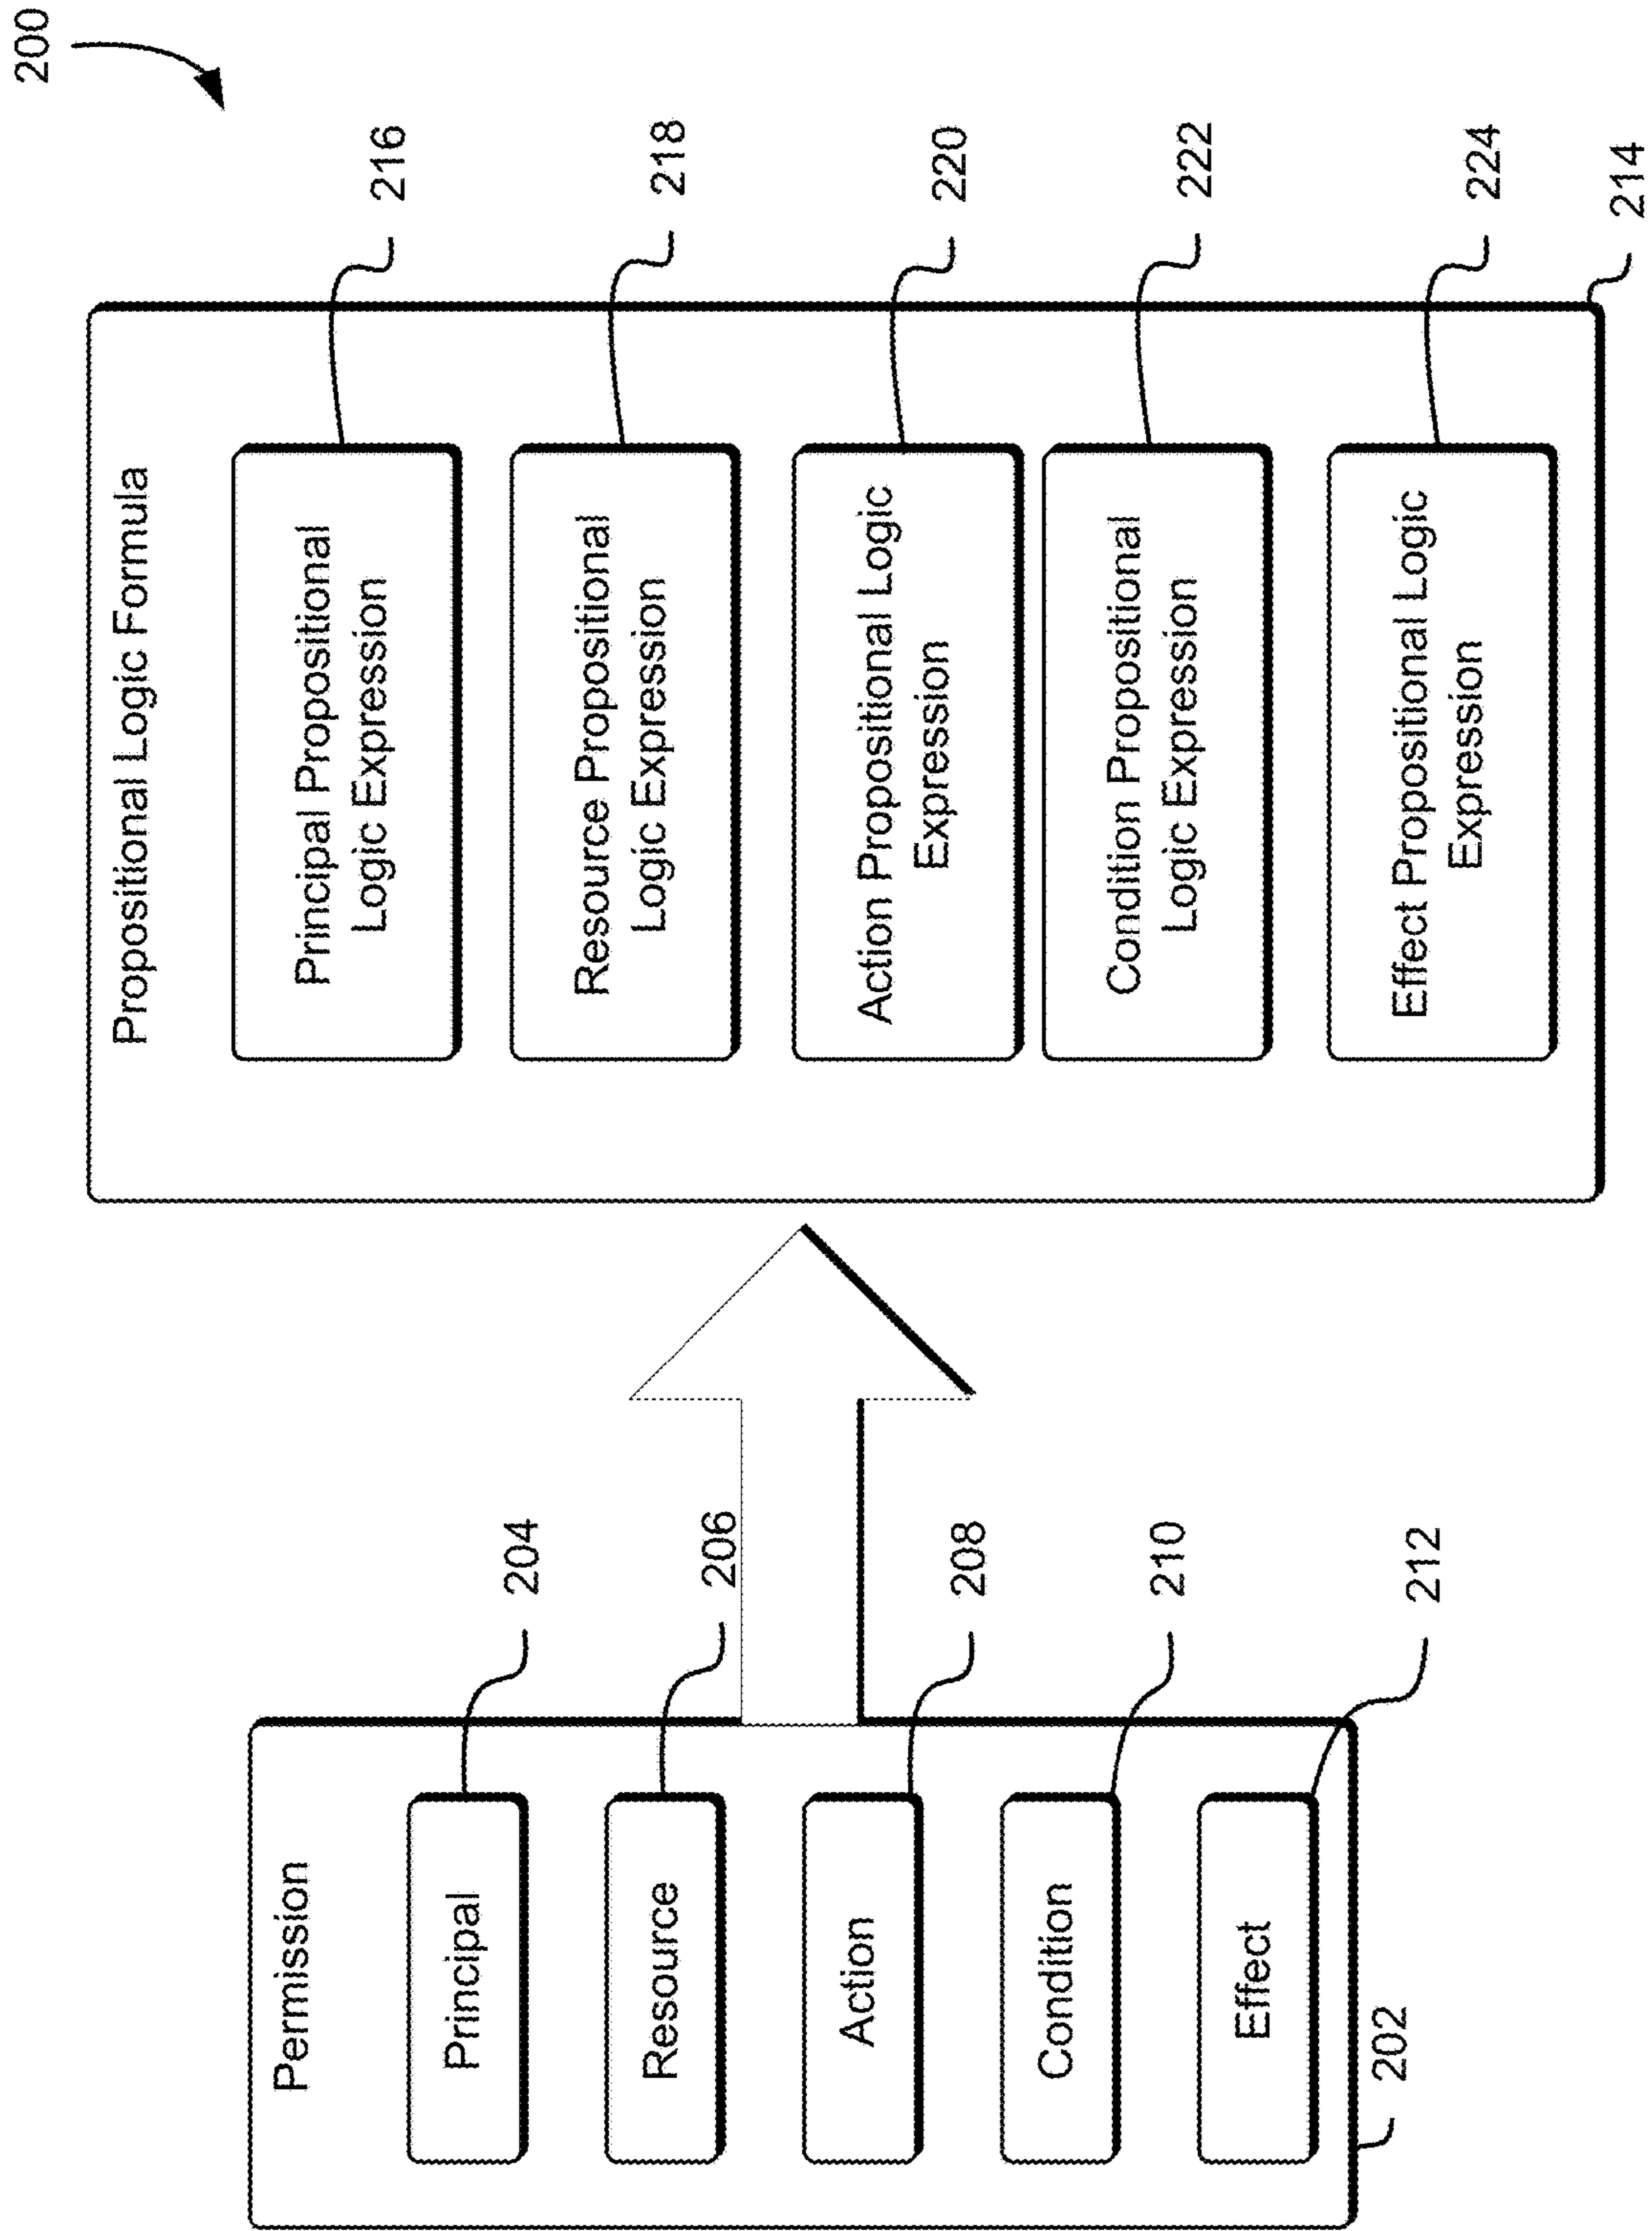 200
Permission
Principal
204
Resource
206
Action
208
Condition
210
Effect
212
202
Propositional Logic Formula
Principal Propositional
Logic Expression
216
Resource Propositional
Logic Expression
218
Action Propositional Logic
Expression
220
Condition Propositional
Logic Expression
222
Effect Propositional Logic
Expression
224
214